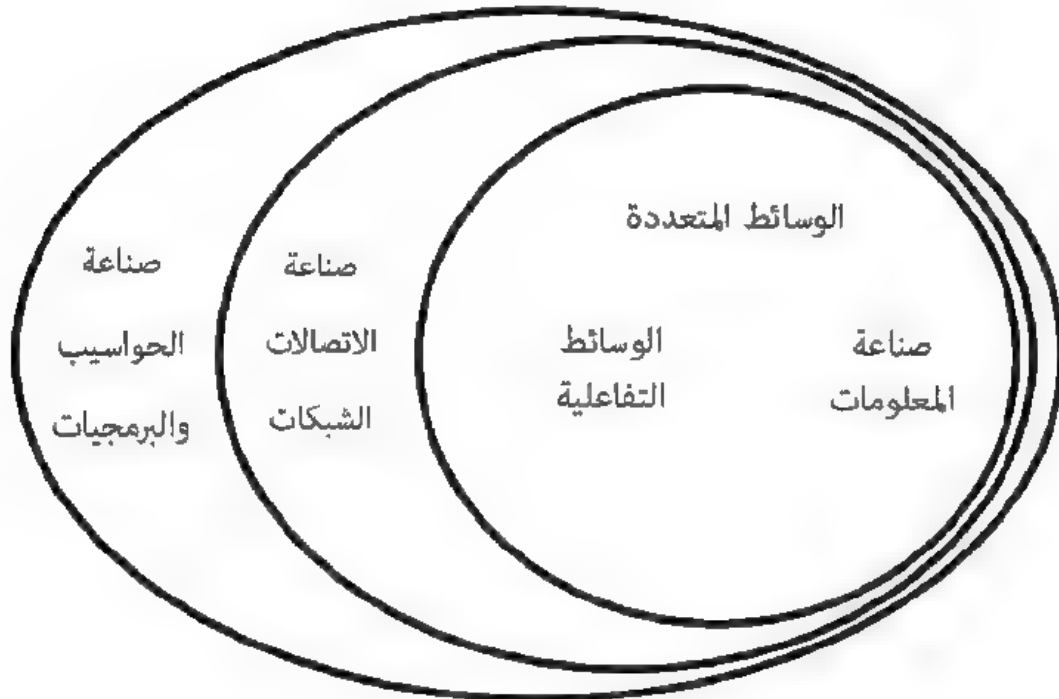 الوسائط المتعددة
صناعة
المعلومات
الوسائط
التفاعلية
صناعة
الاتصالات
الشبكات
صناعة
الحواسيب
والبرمجيات